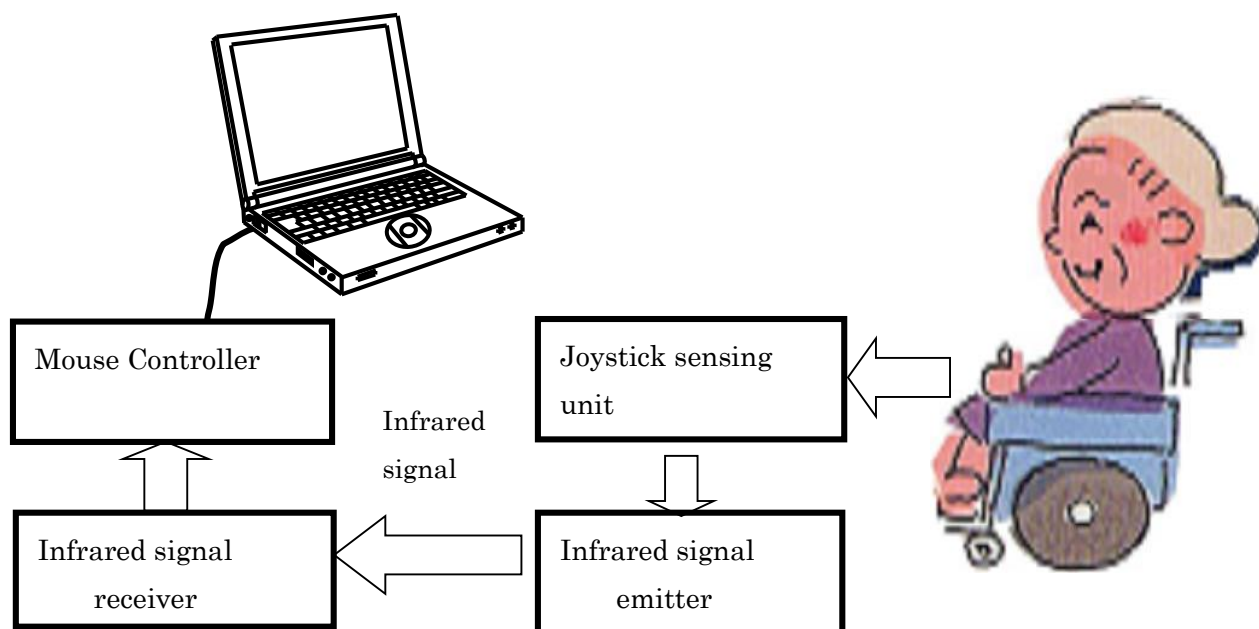 Mouse Controller
Joystick sensing
unit
Infrared
signal
Infrared signal
receiver
Infrared signal
emitter